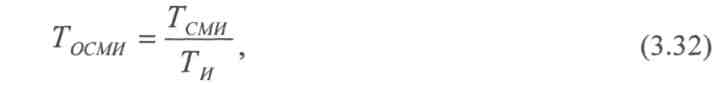 T_ОСМИ = T_СМИ / T_И , (3.32)